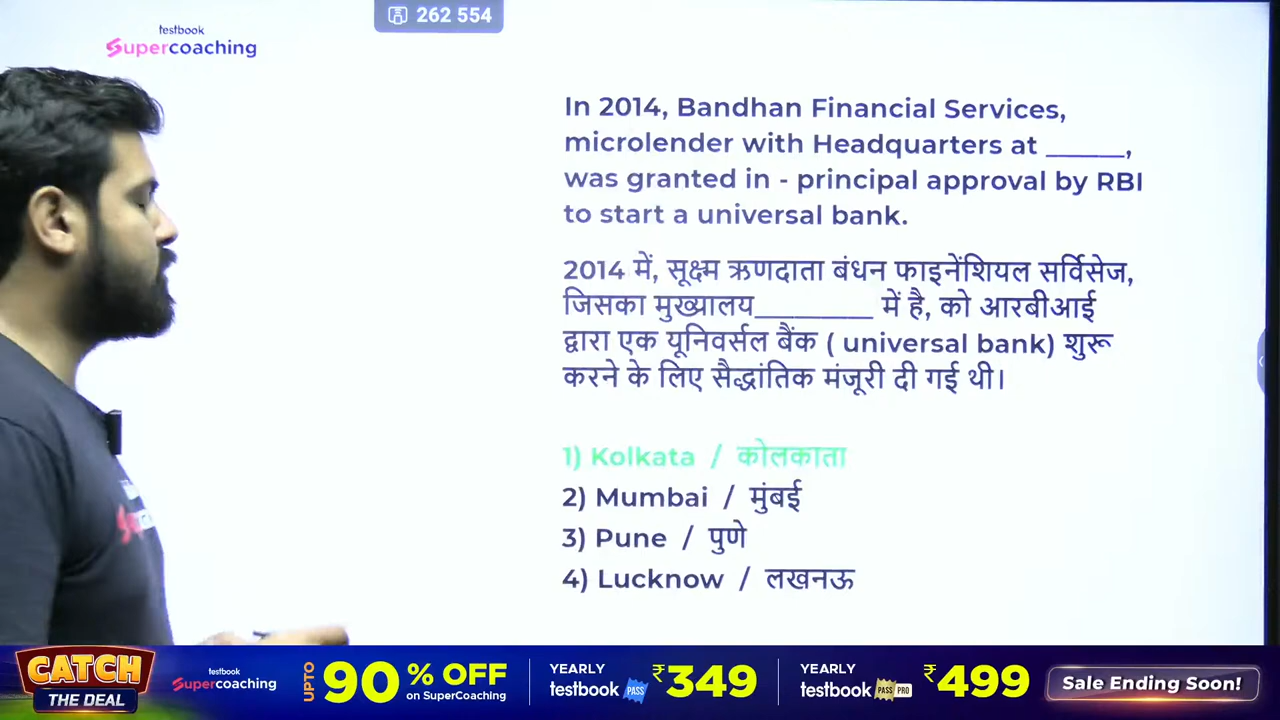 262 554
testbook
Supercoaching
In 2014, Bandhan Financial Services,
microlender with Headquarters at ______,
was granted in - principal approval by RBI
to start a universal bank.
2014 में, सूक्ष्म ऋणदाता बंधन फाइनेंशियल सर्विसेज,
जिसका मुख्यालय_________ में है, को आरबीआई
द्वारा एक यूनिवर्सल बैंक ( universal bank) शुरू
करने के लिए सैद्धांतिक मंजूरी दी गई थी।
1) Kolkata / कोलकाता
2) Mumbai / मुंबई
3) Pune / पुणे
4) Lucknow / लखनऊ
CATCH
THE DEAL
testbook
Supercoaching
UPTO 90% OFF
on SuperCoaching
YEARLY
testbook PASS
₹349
YEARLY
testbook PASS PRO
₹499
Sale Ending Soon!